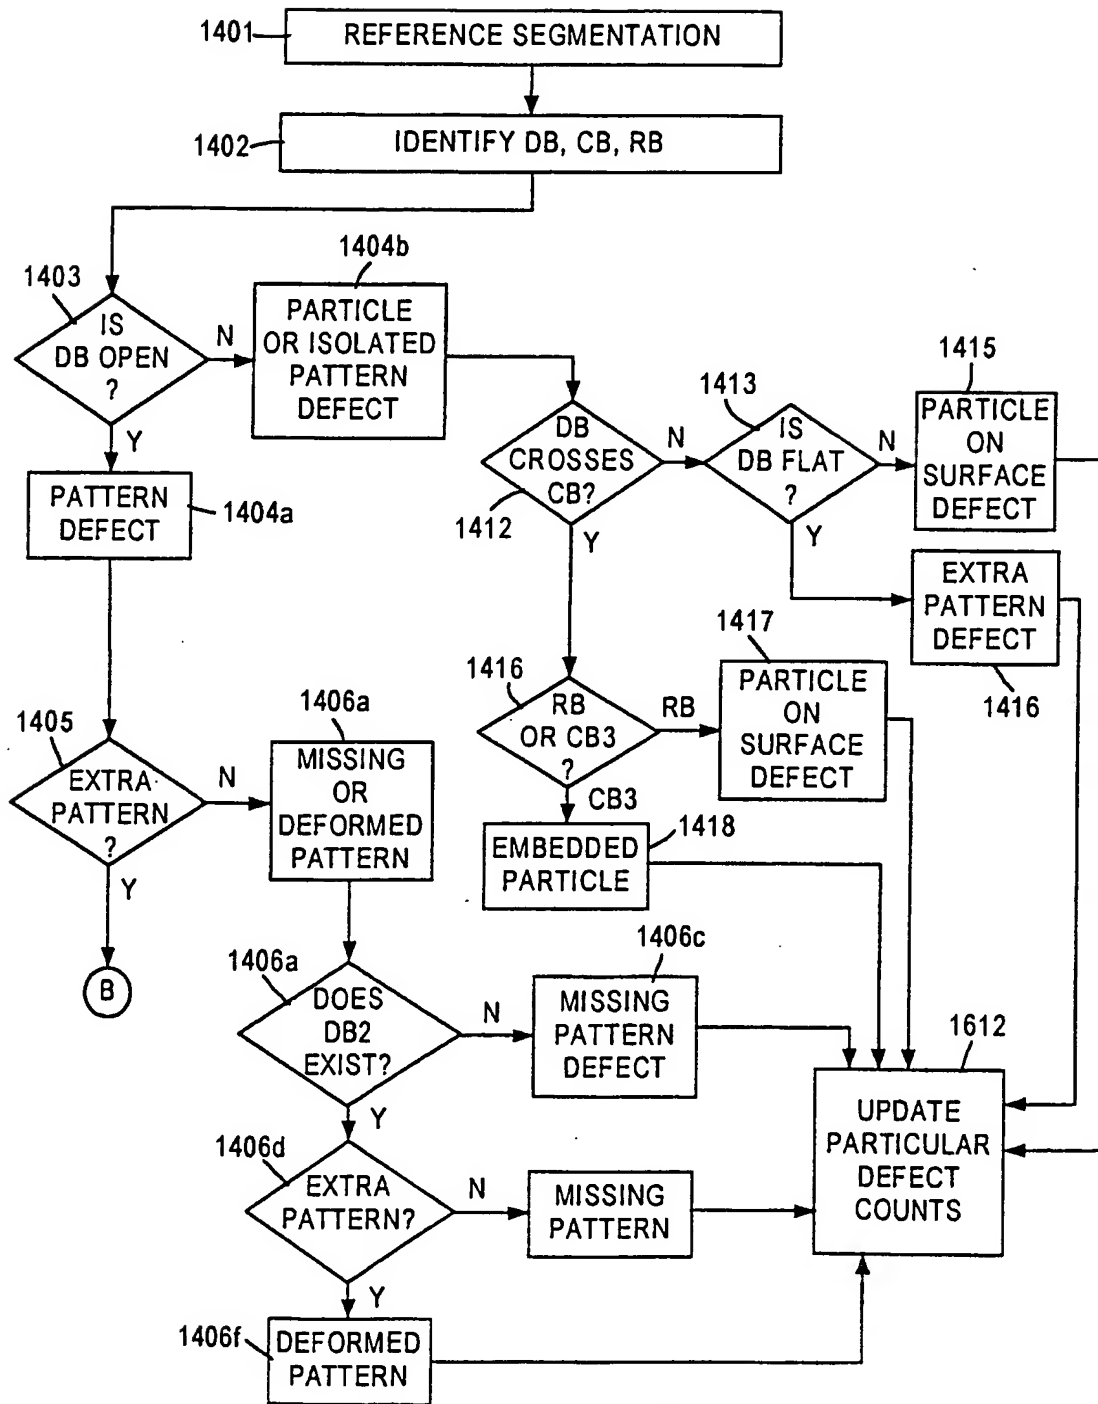 1401
REFERENCE SEGMENTATION
1402
IDENTIFY DB, CB, RB
1403
IS
DB OPEN
?
N
Y
1404b
PARTICLE
OR ISOLATED
PATTERN
DEFECT
PATTERN
DEFECT
1404a
DB
CROSSES
CB?
1412
N
Y
1413
IS
DB FLAT
?
N
Y
1415
PARTICLE
ON
SURFACE
DEFECT
EXTRA
PATTERN
DEFECT
1416
1416
RB
OR CB3
?
RB
CB3
1417
PARTICLE
ON
SURFACE
DEFECT
EMBEDDED
PARTICLE
1418
1405
EXTRA
PATTERN
?
N
Y
B
1406a
MISSING
OR
DEFORMED
PATTERN
1406a
DOES
DB2
EXIST?
N
Y
1406c
MISSING
PATTERN
DEFECT
1406d
EXTRA
PATTERN?
N
Y
MISSING
PATTERN
1406f
DEFORMED
PATTERN
1612
UPDATE
PARTICULAR
DEFECT
COUNTS